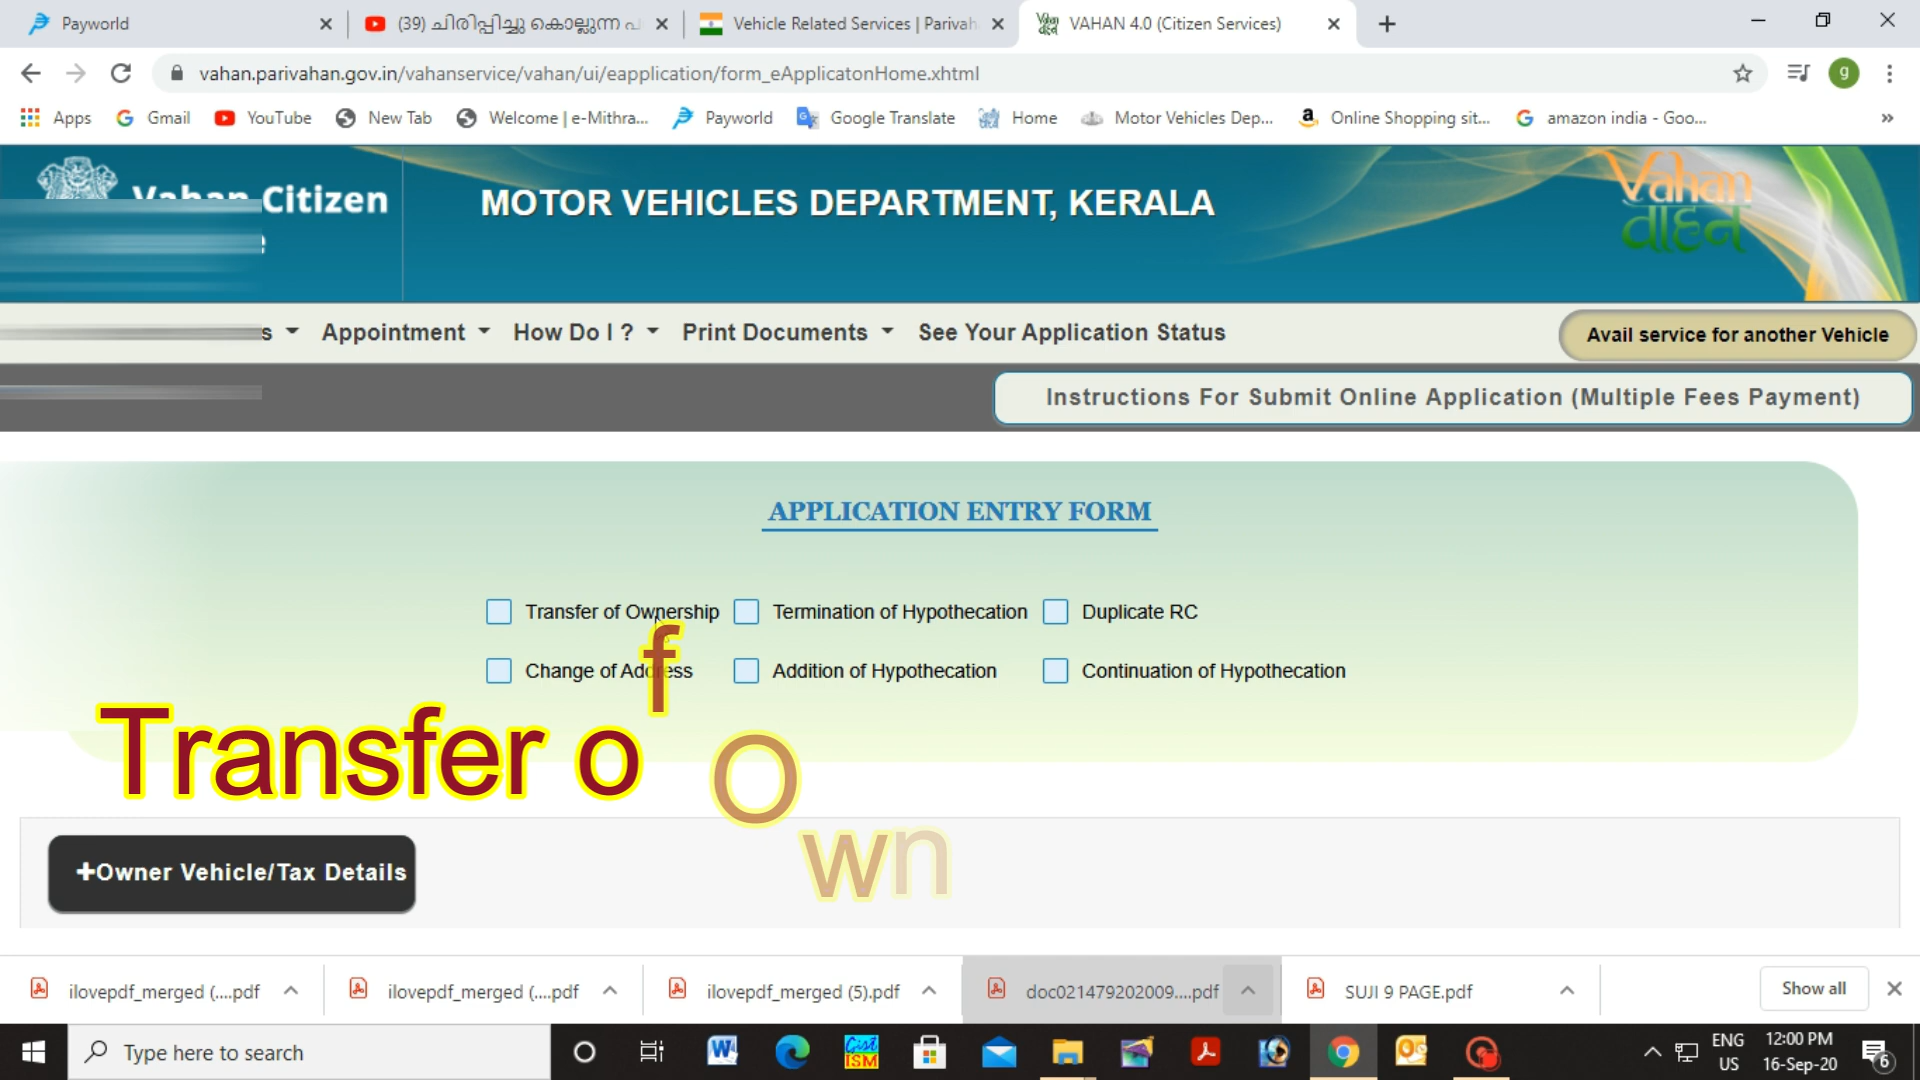 Payworld
(39) ചിരിപ്പിച്ചു കൊല്ലുന്ന
Vehicle Related Services | Parivah
VAHAN 4.0 (Citizen Services)
vahan.parivahan.gov.in/vahanservice/vahan/ui/eapplication/form_eApplicatonHome.xhtml
g
Apps
Gmail
YouTube
New Tab
Welcome | e-Mithra...
Payworld
Google Translate
Home
Motor Vehicles Dep...
Online Shopping sit...
amazon india - Goo...
Vahan Citizen
MOTOR VEHICLES DEPARTMENT, KERALA
Vahan
वाहन
Appointment
How Do I ?
Print Documents
See Your Application Status
Avail service for another Vehicle
Instructions For Submit Online Application (Multiple Fees Payment)
APPLICATION ENTRY FORM
Transfer of Ownership
Termination of Hypothecation
Duplicate RC
Change of Address
Addition of Hypothecation
Continuation of Hypothecation
Transfer of Own
+Owner Vehicle/Tax Details
ilovepdf_merged (....pdf
ilovepdf_merged (....pdf
ilovepdf_merged (5).pdf
doc021479202009....pdf
SUJI 9 PAGE.pdf
Show all
Type here to search
Gist
ISM
ENG
US
12:00 PM
16-Sep-20
6